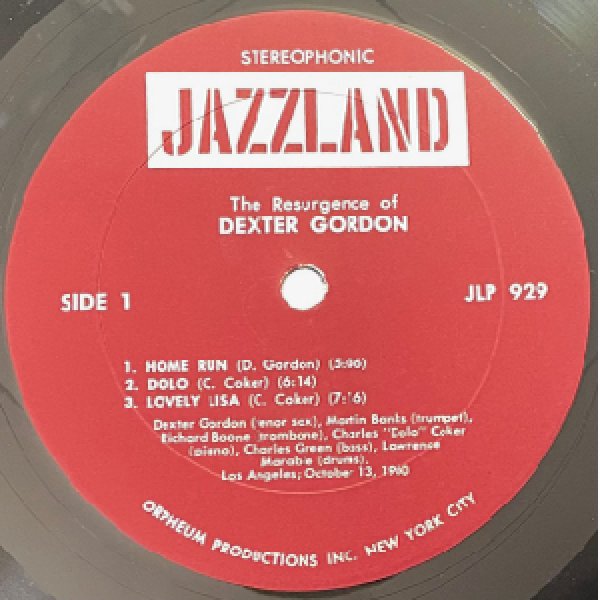 STEREOPHONIC
JAZZLAND
The Resurgence of
DEXTER GORDON
SIDE 1
JLP 929
1. HOME RUN (D. Gordon)
2. DOLO (C. Coker) (6:14)
3. LOVELY LISA (C. Coker)
Dexter Gordon (tenor sax), Martin Banks (trumpet),
Richard Boone (trombone), Charles "Dolo" Coker
(piano), Charles Green (bass), Lawrence
Marable (drums).
Los Angeles; October 13, 1960
ORPHEUM PRODUCTIONS INC. NEW YORK CITY